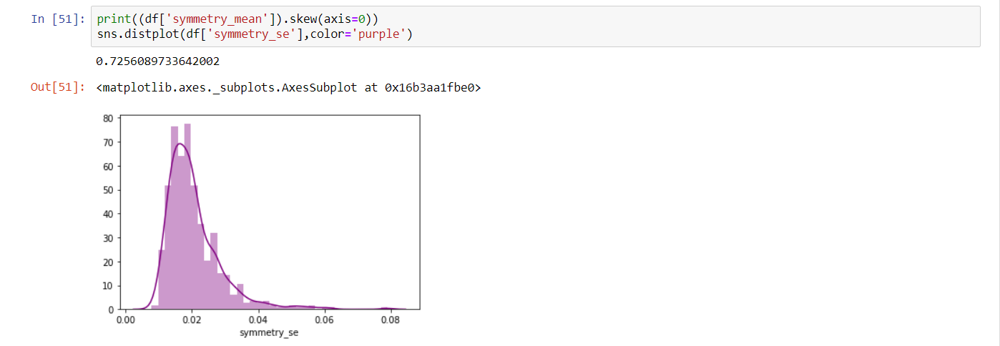 In [51]: print((df['symmetry_mean']).skew(axis=0))
sns.distplot(df['symmetry_se'],color='purple')
0.7256089733642002
Out[51]: <matplotlib.axes._subplots.AxesSubplot at 0x16b3aa1fbe0>
80
70
60
50
40
30
20
10
0
0.00 0.02 0.04 0.06 0.08
symmetry_se